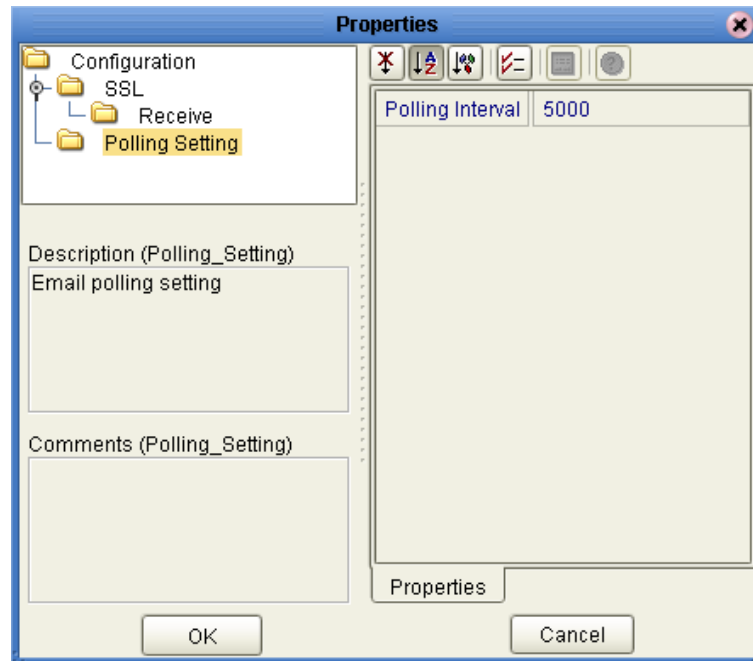 Properties
Configuration
SSL
Receive
Polling Setting
Description (Polling_Setting)
Email polling setting
Comments (Polling_Setting)
Polling Interval 5000
Properties
OK
Cancel